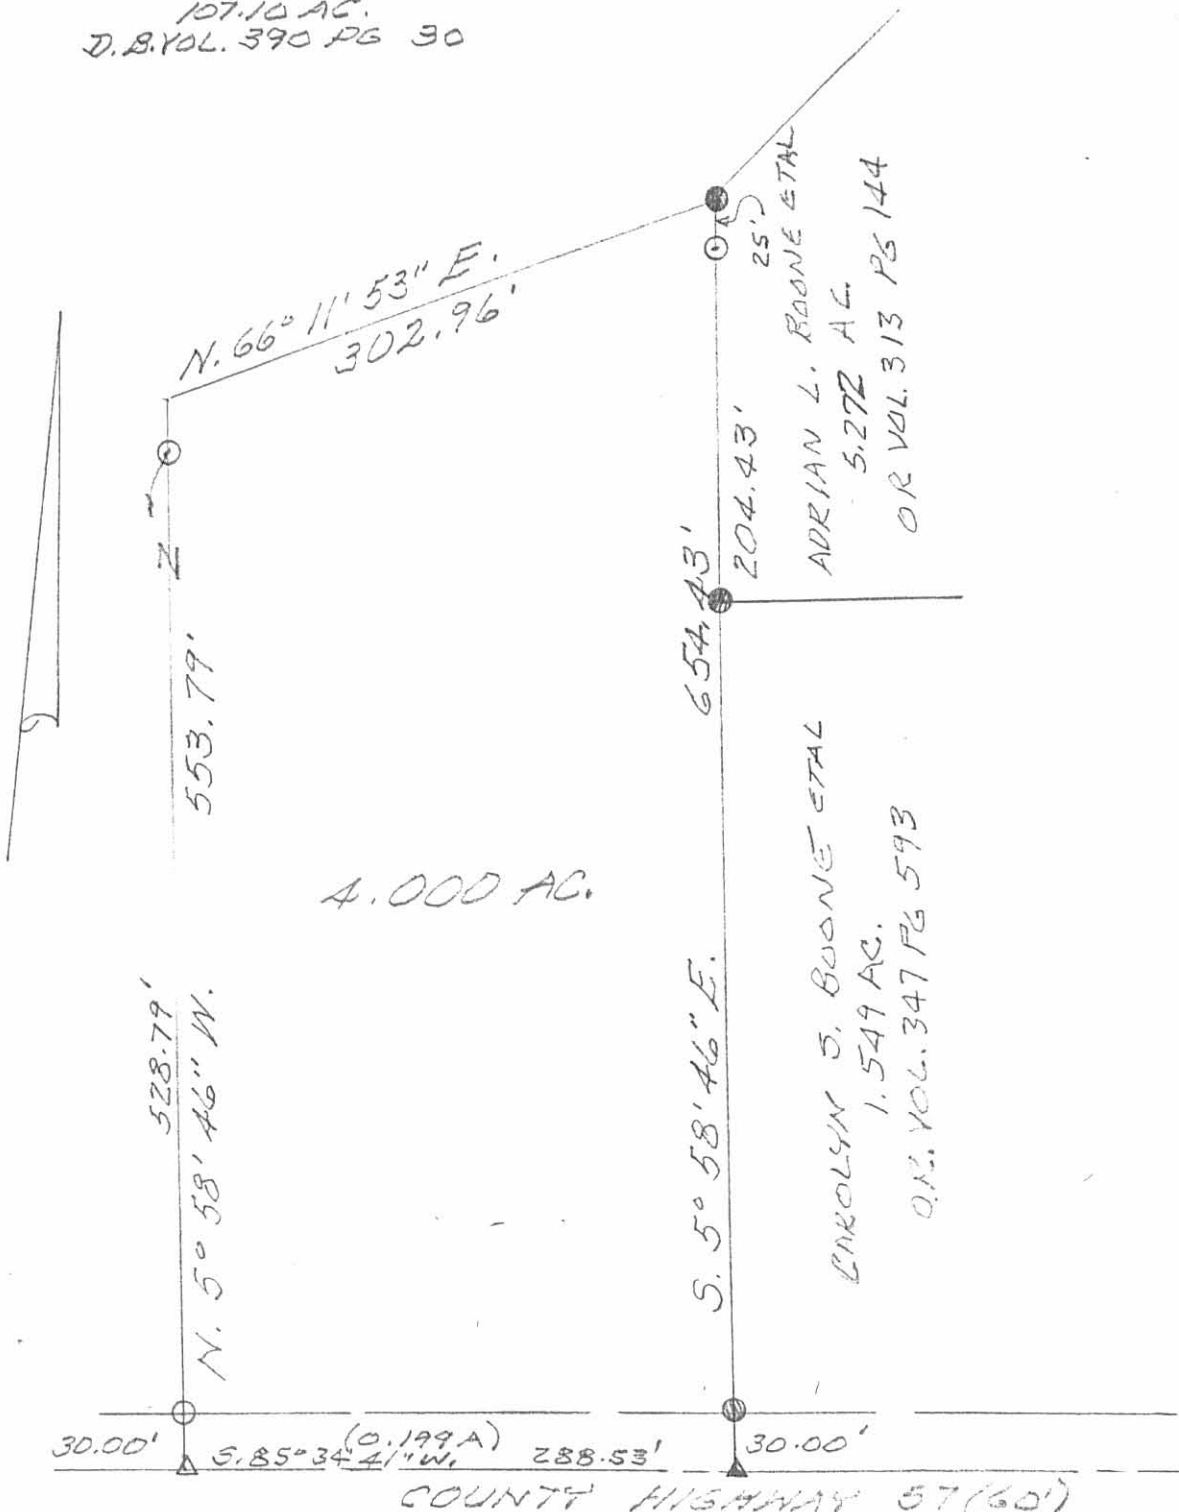 107.10 AC.
D.B.VOL. 390 PG 30
N. 66° 11' 53" E.
302.96'
25'
ADRIAN L. BOONE ETAL
5.272 AC.
OR VOL. 313 PG 144
204.43'
654.43'
N
553.79'
4.000 AC.
528.79'
N. 5° 58' 46" W.
S. 5° 58' 46" E.
CAROLYN S. BOONE ETAL
1.549 AC.
O.R. VOL. 347 PG 593
30.00'
(0.199A)
S. 85° 34' 41" W. 288.53'
30.00'
COUNTY HIGHWAY 57 (60')